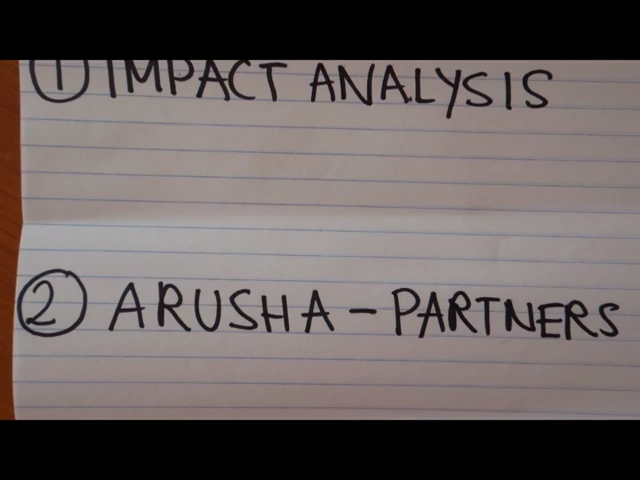 ① IMPACT ANALYSIS
② ARUSHA - PARTNERS